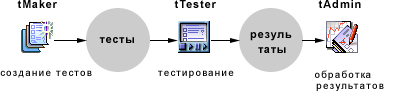 tMaker
tTester
tAdmin
тесты
резуль
таты
создание тестов
тестирование
обработка
результатов